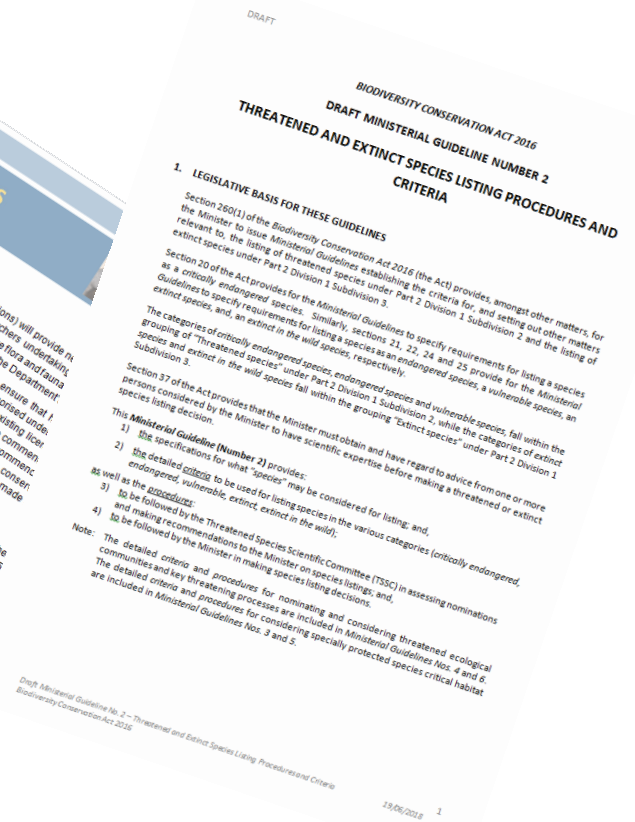 DRAFT
BIODIVERSITY CONSERVATION ACT 2016
DRAFT MINISTERIAL GUIDELINE NUMBER 2
THREATENED AND EXTINCT SPECIES LISTING PROCEDURES AND
CRITERIA
1. LEGISLATIVE BASIS FOR THESE GUIDELINES
Section 260(1) of the Biodiversity Conservation Act 2016 (the Act) provides, amongst other matters, for
the Minister to issue Ministerial Guidelines establishing the criteria for, and setting out other matters
relevant to, the listing of threatened species under Part 2 Division 1 Subdivision 2 and the listing of
extinct species under Part 2 Division 1 Subdivision 3.
Section 20 of the Act provides for the Ministerial Guidelines to specify requirements for listing a species
as a critically endangered species. Similarly, sections 21, 22, 24 and 25 provide for the Ministerial
Guidelines to specify requirements for listing a species as an endangered species, a vulnerable species, an
extinct species, and, an extinct in the wild species, respectively.
The categories of critically endangered species, endangered species and vulnerable species, fall within the
grouping of "Threatened species" under Part 2 Division 1 Subdivision 2, while the categories of extinct
species and extinct in the wild species fall within the grouping "Extinct species" under Part 2 Division 1
Subdivision 3.
Section 37 of the Act provides that the Minister must obtain and have regard to advice from one or more
persons considered by the Minister to have scientific expertise before making a threatened or extinct
species listing decision.
This Ministerial Guideline (Number 2) provides:
1) the specifications for what "species" may be considered for listing; and,
2) the detailed criteria to be used for listing species in the various categories (critically endangered,
endangered, vulnerable, extinct, extinct in the wild);
as well as the procedures:
3) to be followed by the Threatened Species Scientific Committee (TSSC) in assessing nominations
and making recommendations to the Minister on species listings; and,
4) to be followed by the Minister in making species listing decisions.
Note: The detailed criteria and procedures for nominating and considering threatened ecological
communities and key threatening processes are included in Ministerial Guidelines Nos. 4 and 6.
The detailed criteria and procedures for considering specially protected species critical habitat
are included in Ministerial Guidelines Nos. 3 and 5.
Draft Ministerial Guideline No. 2 – Threatened and Extinct Species Listing Procedures and Criteria
Biodiversity Conservation Act 2016
19/06/2018
1
S
will provide
undertaking
flora and fauna
Department
ensure that
under
made